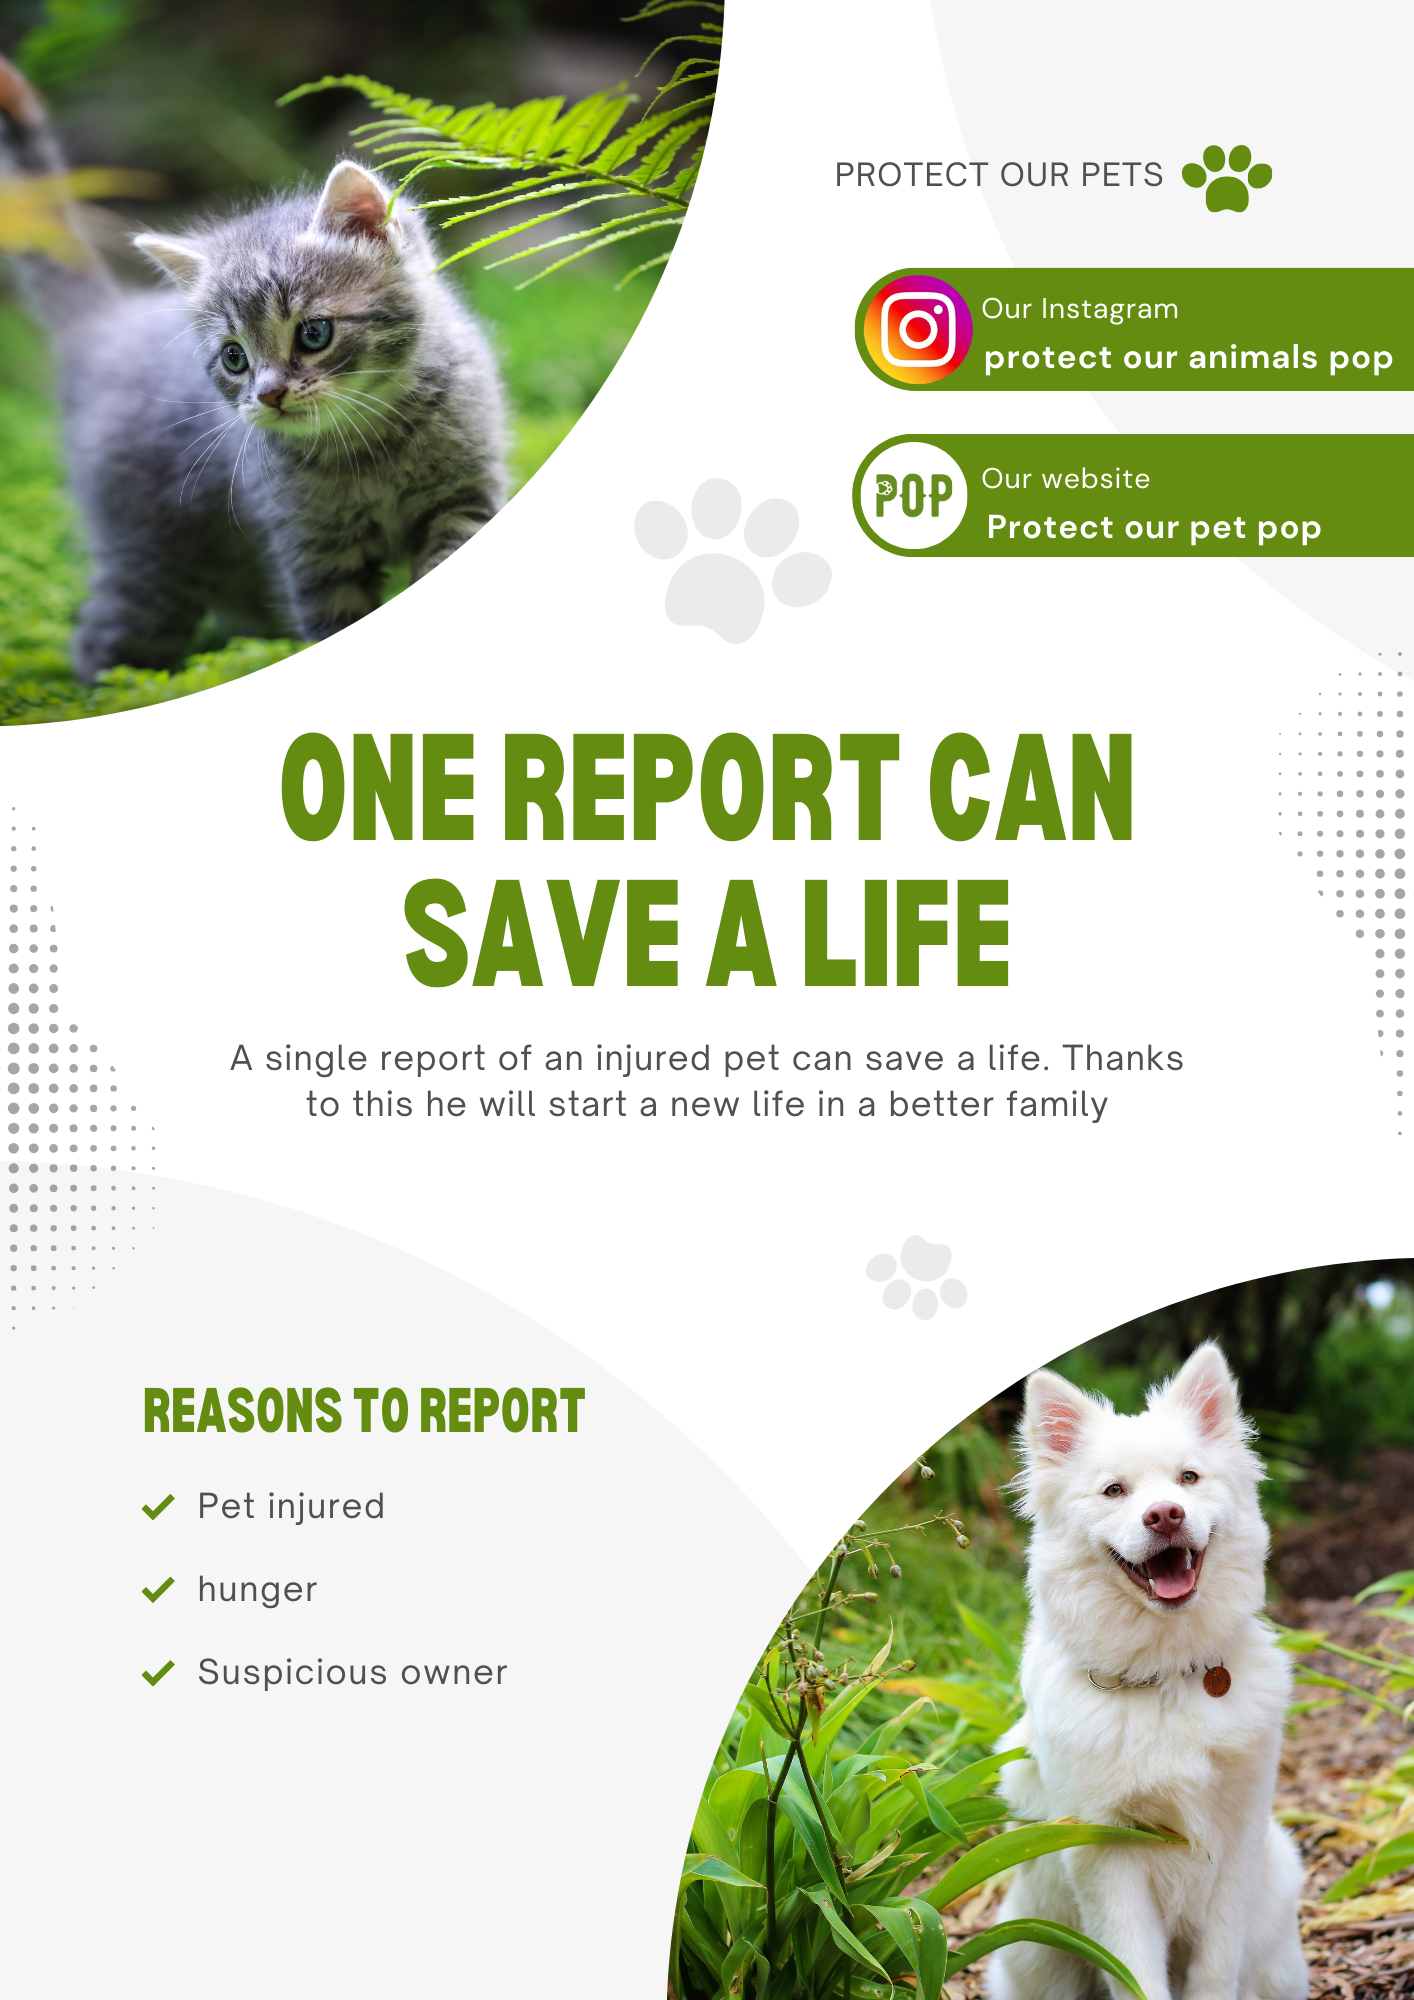 PROTECT OUR PETS
Our Instagram
protect our animals pop
POP
Our website
Protect our pet pop
ONE REPORT CAN
SAVE A LIFE
A single report of an injured pet can save a life. Thanks
to this he will start a new life in a better family
REASONS TO REPORT
Pet injured
hunger
Suspicious owner